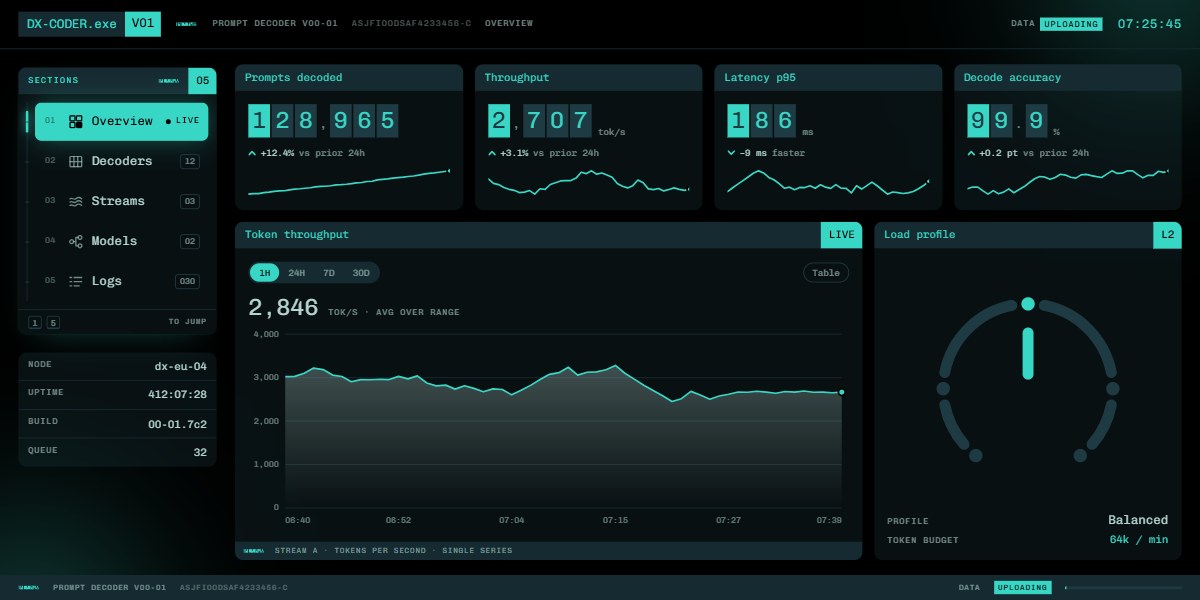 DX-CODER.exe V01 PROMPT DECODER V00-01 OVERVIEW DATA UPLOADING 07:25:45
SECTIONS 05
01 Overview LIVE
02 Decoders 12
03 Streams 03
04 Models 02
05 Logs 030
1 5 TO JUMP
NODE dx-eu-04
UPTIME 412:07:28
BUILD 00-01.7c2
QUEUE 32
Prompts decoded
128,965
+12.4% vs prior 24h
Throughput
2,707 tok/s
+3.1% vs prior 24h
Latency p95
186 ms
-9 ms faster
Decode accuracy
99.9 %
+0.2 pt vs prior 24h
Token throughput LIVE
1H 24H 7D 30D Table
2,846 TOK/S · AVG OVER RANGE
4,000
3,000
2,000
1,000
0
06:40 06:52 07:04 07:15 07:27 07:39
STREAM A · TOKENS PER SECOND · SINGLE SERIES
Load profile L2
PROFILE Balanced
TOKEN BUDGET 64k / min
PROMPT DECODER V00-01 DATA UPLOADING